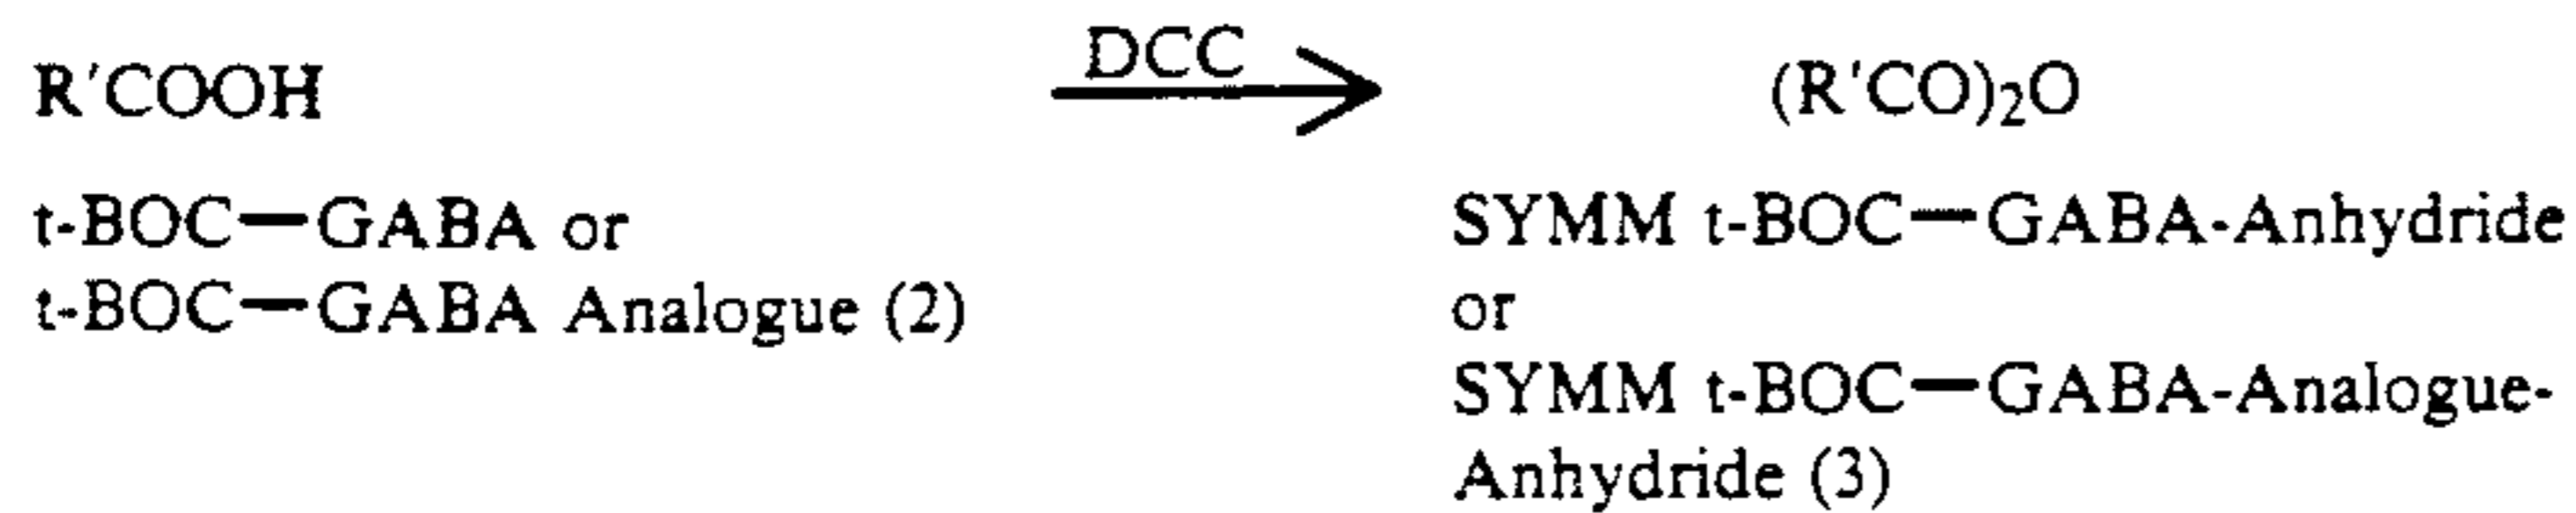 R'COOH DCC (R'CO)₂O
t-BOC—GABA or SYMM t-BOC—GABA-Anhydride
t-BOC—GABA Analogue (2) or
SYMM t-BOC—GABA-Analogue-
Anhydride (3)